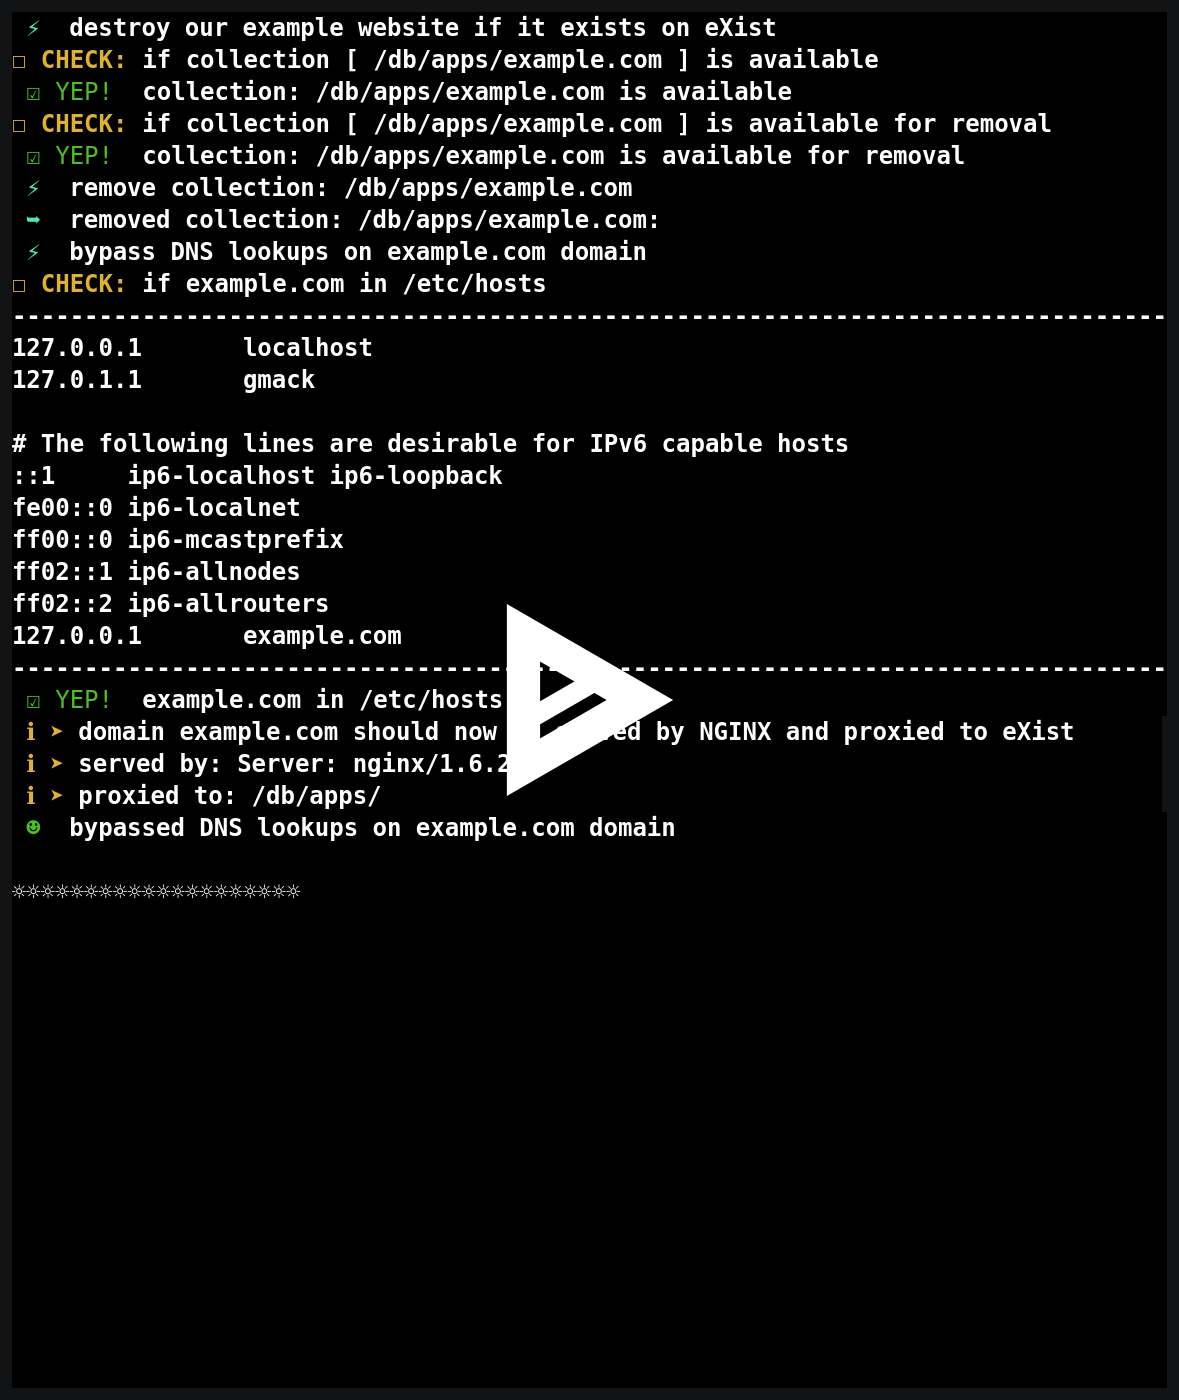 ⚡ destroy our example website if it exists on eXist
☐ CHECK: if collection [ /db/apps/example.com ] is available
☑ YEP! collection: /db/apps/example.com is available
☐ CHECK: if collection [ /db/apps/example.com ] is available for removal
☑ YEP! collection: /db/apps/example.com is available for removal
⚡ remove collection: /db/apps/example.com
➥ removed collection: /db/apps/example.com:
⚡ bypass DNS lookups on example.com domain
☐ CHECK: if example.com in /etc/hosts
--------------------------------------------------------------------------------
127.0.0.1       localhost
127.0.1.1       gmack
# The following lines are desirable for IPv6 capable hosts
::1     ip6-localhost ip6-loopback
fe00::0 ip6-localnet
ff00::0 ip6-mcastprefix
ff02::1 ip6-allnodes
ff02::2 ip6-allrouters
127.0.0.1       example.com
--------------------------------------------------------------------------------
☑ YEP! example.com in /etc/hosts
ℹ ➤ domain example.com should now by NGINX and proxied to eXist
ℹ ➤ served by: Server: nginx/1.6.2
ℹ ➤ proxied to: /db/apps/
☻ bypassed DNS lookups on example.com domain
☼☼☼☼☼☼☼☼☼☼☼☼☼☼☼☼☼☼☼☼